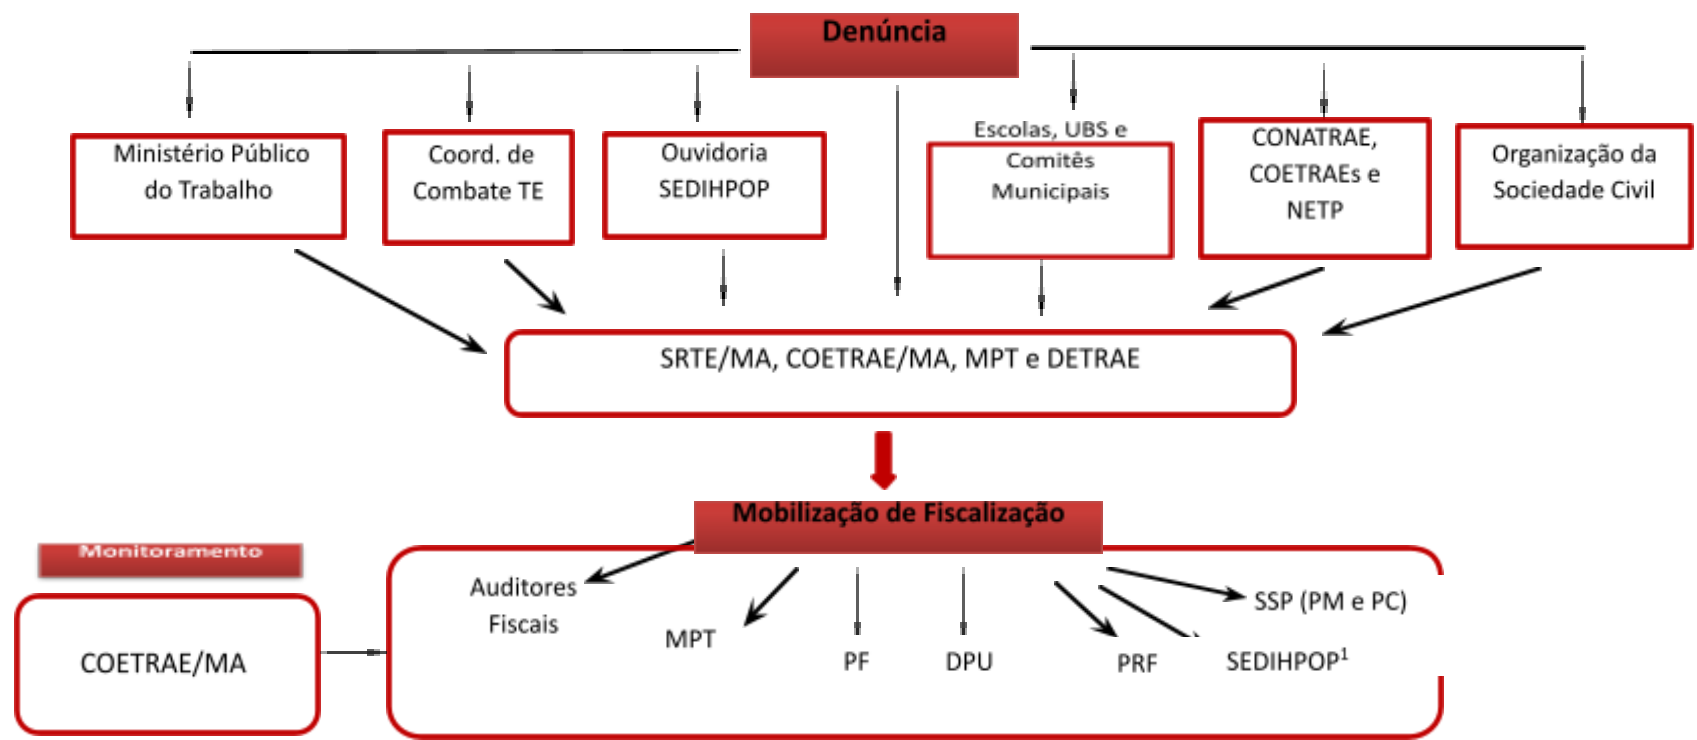 Denúncia
Ministério Público
do Trabalho
Coord. de
Combate TE
Ouvidoria
SEDIHPOP
Escolas, UBS e
Comitês
Municipais
CONATRAE,
COETRAEs e
NETP
Organização da
Sociedade Civil
SRTE/MA, COETRAE/MA, MPT e DETRAE
Mobilização de Fiscalização
Monitoramento
COETRAE/MA
Auditores
Fiscais
MPT
PF
DPU
PRF
SEDIHPOP¹
SSP (PM e PC)